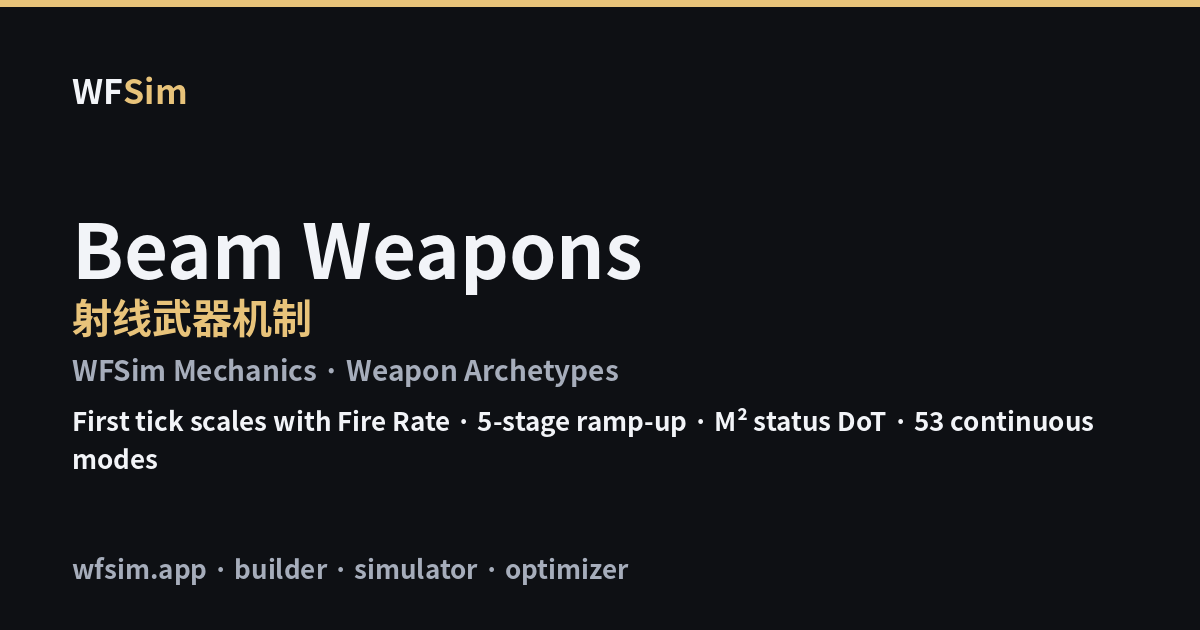 WFSim
Beam Weapons
射线武器机制
WFSim Mechanics · Weapon Archetypes
First tick scales with Fire Rate · 5-stage ramp-up · M² status DoT · 53 continuous
modes
wfsim.app · builder · simulator · optimizer